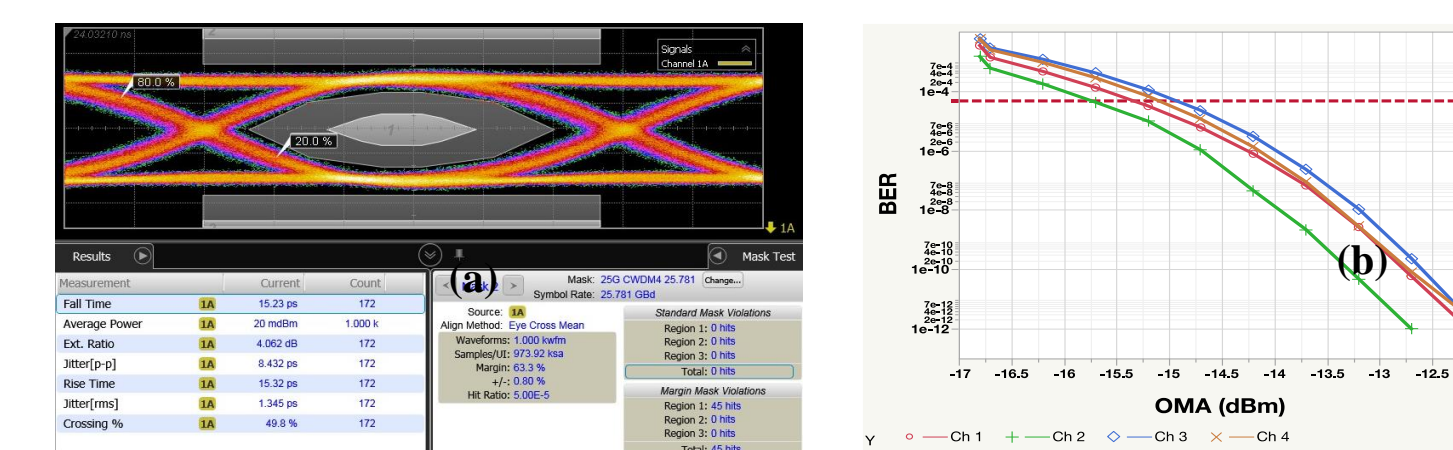 24.03210 ns
2
Signals
Channel 1A
80.0 %
1
20.0 %
1A
Results
Mask Test
Measurement Current Count
Fall Time 1A 15.23 ps 172
Average Power 1A 20 mdBm 1.000 k
Ext. Ratio 1A 4.062 dB 172
Jitter[p-p] 1A 8.432 ps 172
Rise Time 1A 15.32 ps 172
Jitter[rms] 1A 1.345 ps 172
Crossing % 1A 49.8 % 172
(a)
< 2 >
Mask: 25G CWDM4 25.781 Change...
Symbol Rate: 25.781 GBd
Source: 1A
Align Method: Eye Cross Mean
Waveforms: 1.000 kwfm
Samples/UI: 973.92 ksa
Margin: 63.3 %
+/-: 0.80 %
Hit Ratio: 5.00E-5
Standard Mask Violations
Region 1: 0 hits
Region 2: 0 hits
Region 3: 0 hits
Total: 0 hits
Margin Mask Violations
Region 1: 45 hits
Region 2: 0 hits
Region 3: 0 hits
Total: 45 hits
BER
7e-4
4e-4
2e-4
1e-4
7e-6
4e-6
2e-6
1e-6
7e-8
4e-8
2e-8
1e-8
7e-10
4e-10
2e-10
1e-10
7e-12
4e-12
2e-12
1e-12
(b)
-17 -16.5 -16 -15.5 -15 -14.5 -14 -13.5 -13 -12.5
OMA (dBm)
Y Ch 1 Ch 2 Ch 3 Ch 4